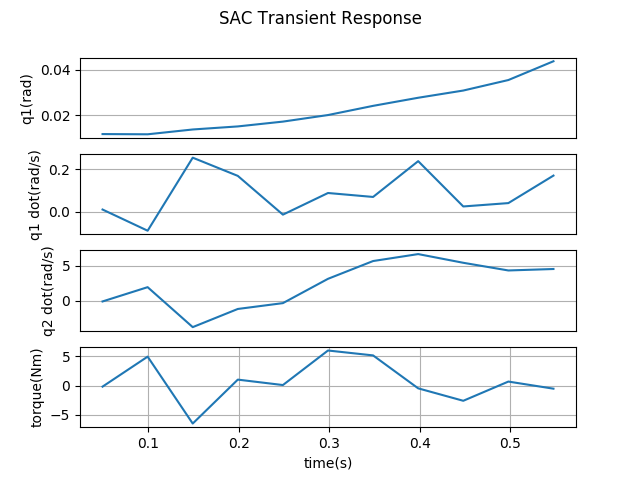 SAC Transient Response
q1(rad)
0.04
0.02
q1 dot(rad/s)
0.2
0.0
q2 dot(rad/s)
5
0
torque(Nm)
5
0
−5
0.1 0.2 0.3 0.4 0.5
time(s)